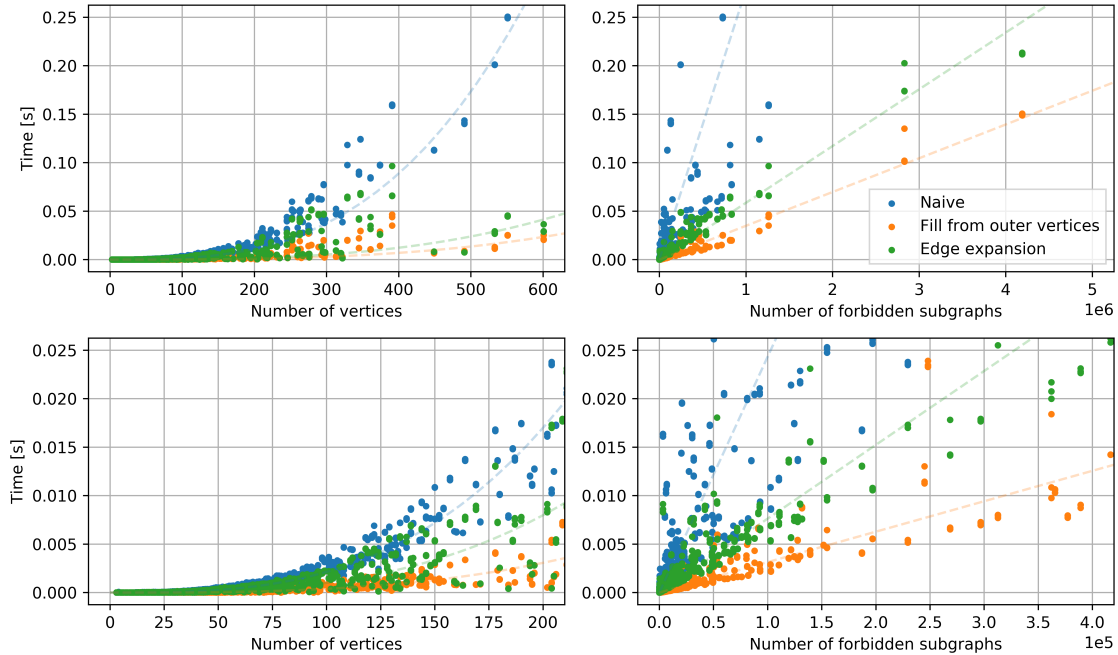 0.25
0.20
0.15
0.10
0.05
0.00
Time [s]
0 100 200 300 400 500 600
Number of vertices
0.25
0.20
0.15
0.10
0.05
0.00
0 1 2 3 4 5
1e6
Number of forbidden subgraphs
Naive
Fill from outer vertices
Edge expansion
0.025
0.020
0.015
0.010
0.005
0.000
Time [s]
0 25 50 75 100 125 150 175 200
Number of vertices
0.025
0.020
0.015
0.010
0.005
0.000
0.0 0.5 1.0 1.5 2.0 2.5 3.0 3.5 4.0
1e5
Number of forbidden subgraphs